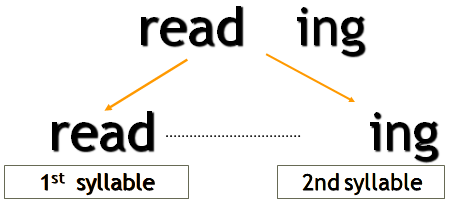 read ing
read ing
1st syllable 2nd syllable